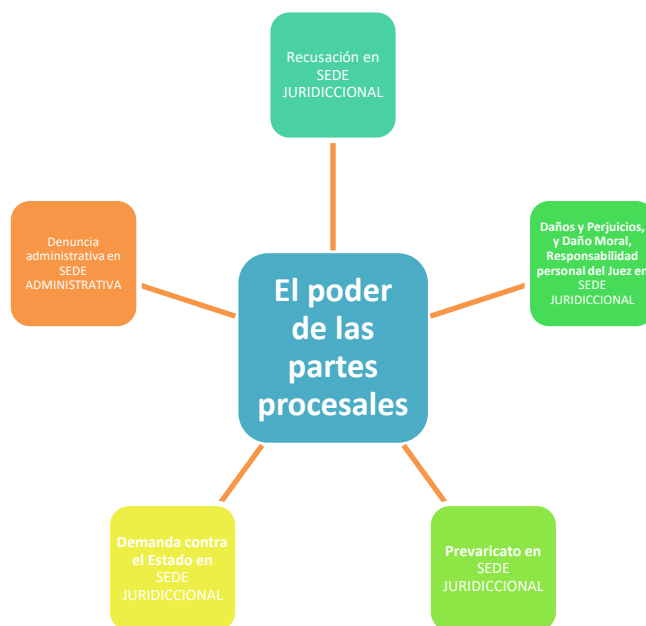 Recusación en
SEDE
JURIDICCIONAL
Daños y Perjuicios,
y Daño Moral,
Responsabilidad
personal del Juez en
SEDE
JURIDICCIONAL
Denuncia
administrativa en
SEDE
ADMINISTRATIVA
El poder
de las
partes
procesales
Demanda contra
el Estado en
SEDE
JURIDICCIONAL
Prevaricato en
SEDE
JURIDICCIONAL